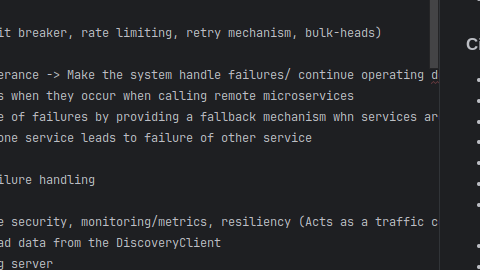 it breaker, rate limiting, retry mechanism, bulk-heads)
erance -> Make the system handle failures/ continue operating d
s when they occur when calling remote microservices
e of failures by providing a fallback mechanism whn services ar
one service leads to failure of other service
ilure handling
e security, monitoring/metrics, resiliency (Acts as a traffic c
ad data from the DiscoveryClient
g server
Ci